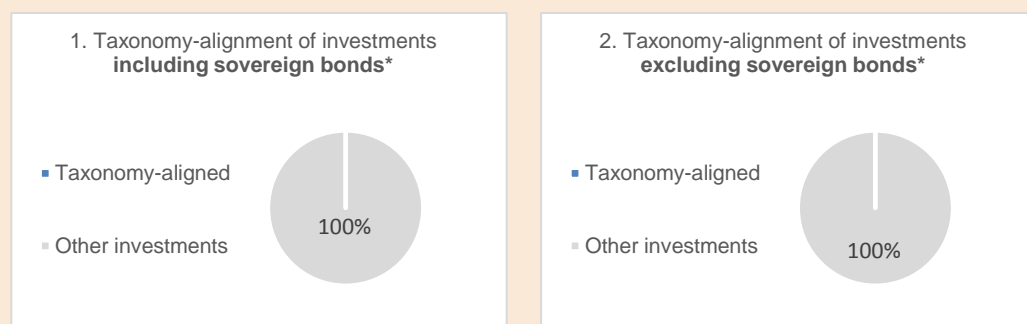 1. Taxonomy-alignment of investments
including sovereign bonds*
Taxonomy-aligned
Other investments
100%
2. Taxonomy-alignment of investments
excluding sovereign bonds*
Taxonomy-aligned
Other investments
100%